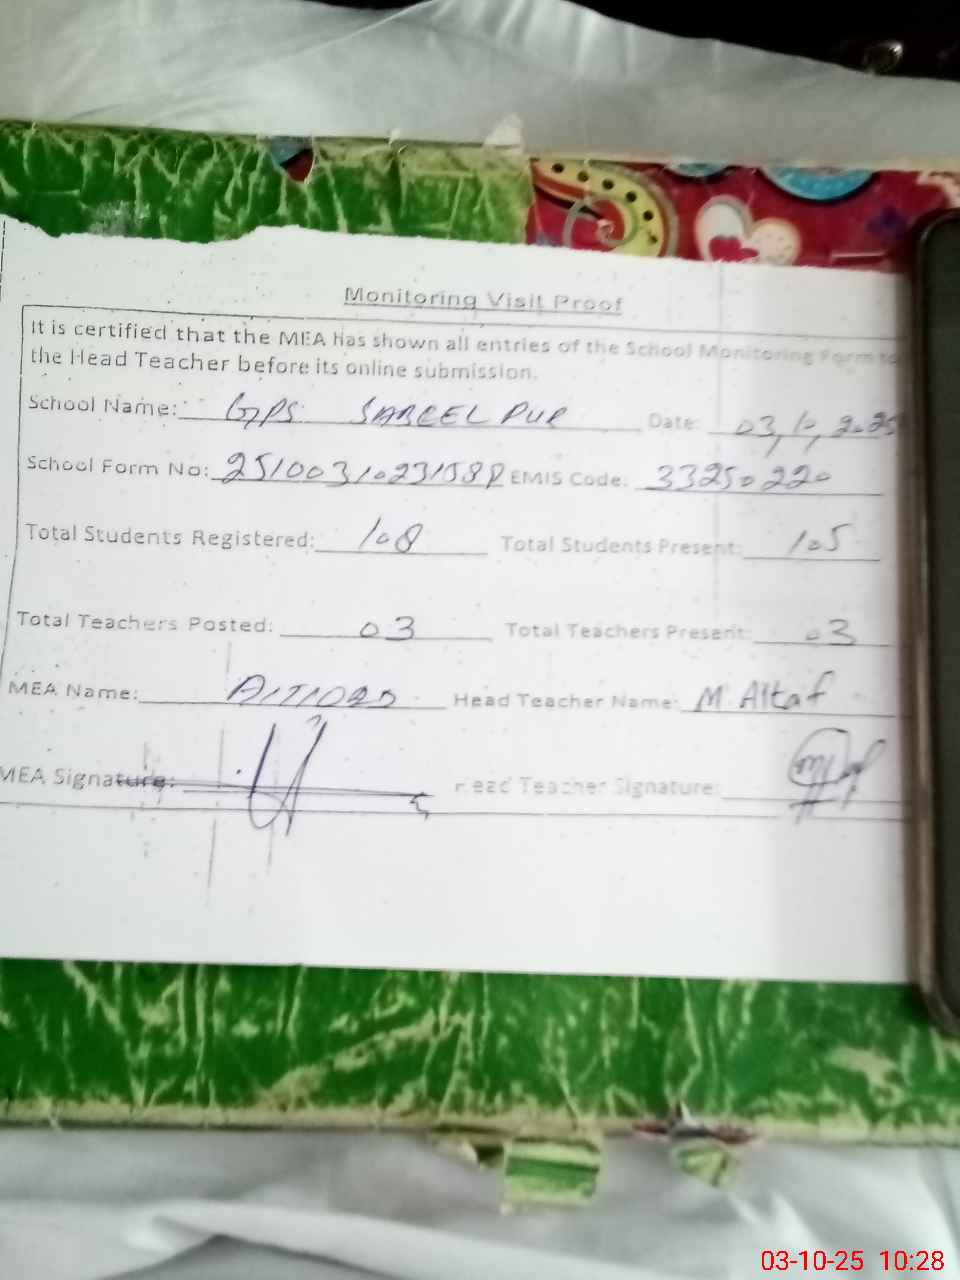 Monitoring Visit Proof
It is certified that the MEA has shown all entries of the School Monitoring Form to
the Head Teacher before its online submission.
School Name: GPS SABEEL PUR Date: 03,10,2025
School Form No: EMIS Code: 33250220
Total Students Registered: 108 Total Students Present: 105
Total Teachers Posted: 03 Total Teachers Present: 03
MEA Name: Head Teacher Name: M. Altaf
MEA Signature: Head Teacher Signature:
03-10-25 10:28